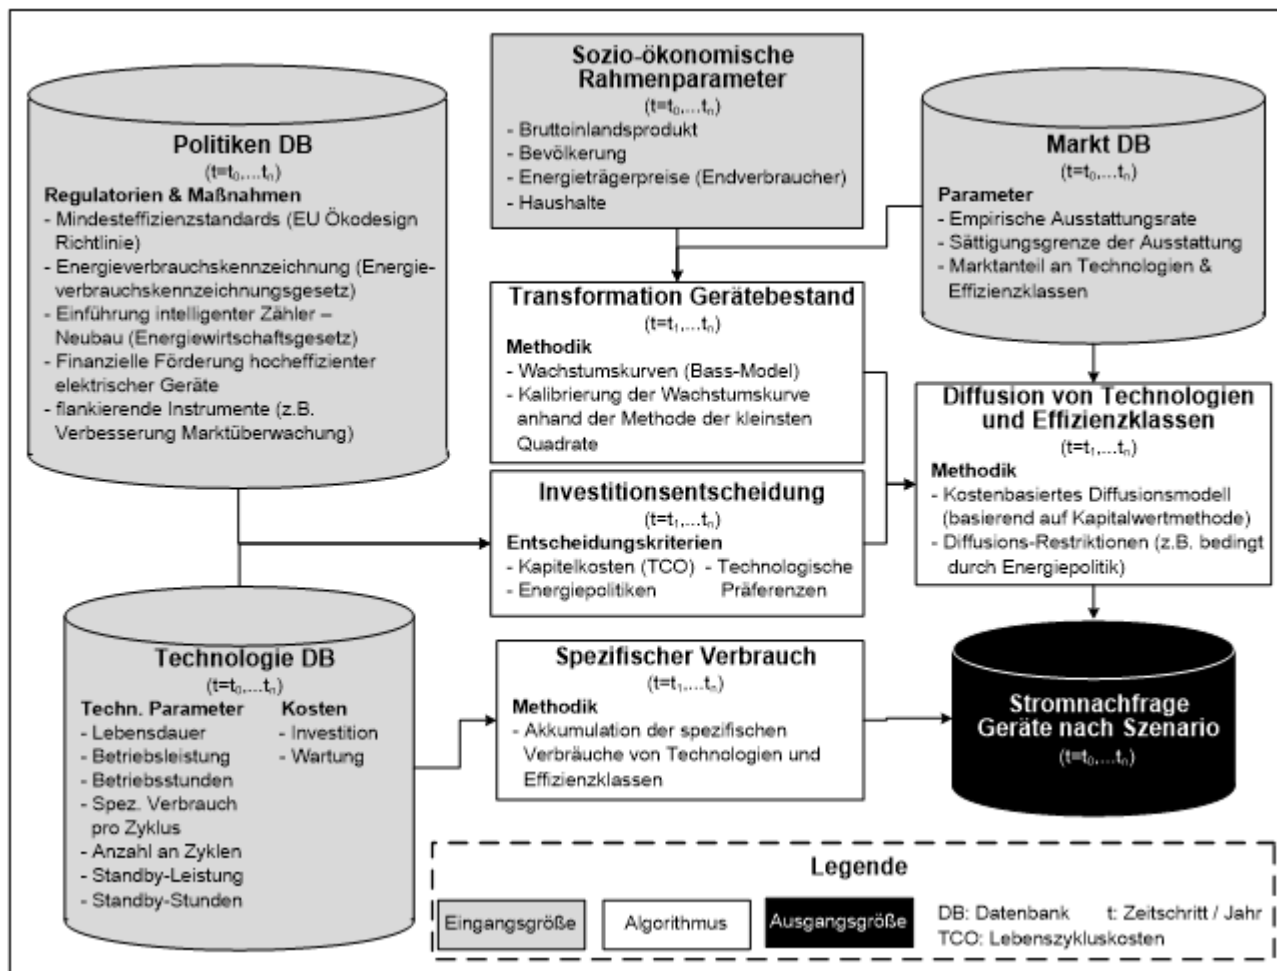 Politiken DB
(t=t0,...tn)
Regulatorien & Maßnahmen
- Mindesteffizienzstandards (EU Ökodesign
Richtlinie)
- Energieverbrauchskennzeichnung (Energie-
verbrauchskennzeichnungsgesetz)
- Einführung intelligenter Zähler –
Neubau (Energiewirtschaftsgesetz)
- Finanzielle Förderung hocheffizienter
elektrischer Geräte
- flankierende Instrumente (z.B.
Verbesserung Marktüberwachung)
Sozio-ökonomische
Rahmenparameter
(t=t0,...tn)
- Bruttoinlandsprodukt
- Bevölkerung
- Energieträgerpreise (Endverbraucher)
- Haushalte
Markt DB
(t=t0,...tn)
Parameter
- Empirische Ausstattungsrate
- Sättigungsgrenze der Ausstattung
- Marktanteil an Technologien &
Effizienzklassen
Transformation Gerätebestand
(t=t1,...tn)
Methodik
- Wachstumskurven (Bass-Model)
- Kalibrierung der Wachstumskurve
anhand der Methode der kleinsten
Quadrate
Diffusion von Technologien
und Effizienzklassen
(t=t1,...tn)
Methodik
- Kostenbasiertes Diffusionsmodell
(basierend auf Kapitalwertmethode)
- Diffusions-Restriktionen (z.B. bedingt
durch Energiepolitik)
Investitionsentscheidung
(t=t1,...tn)
Entscheidungskriterien
- Kapitelkosten (TCO) - Technologische
- Energiepolitiken Präferenzen
Technologie DB
(t=t0,...tn)
Techn. Parameter Kosten
- Lebensdauer - Investition
- Betriebsleistung - Wartung
- Betriebsstunden
- Spez. Verbrauch
pro Zyklus
- Anzahl an Zyklen
- Standby-Leistung
- Standby-Stunden
Spezifischer Verbrauch
(t=t1,...tn)
Methodik
- Akkumulation der spezifischen
Verbräuche von Technologien und
Effizienzklassen
Stromnachfrage
Geräte nach Szenario
(t=t0,...tn)
Legende
Eingangsgröße Algorithmus Ausgangsgröße DB: Datenbank t: Zeitschritt / Jahr
TCO: Lebenszykluskosten